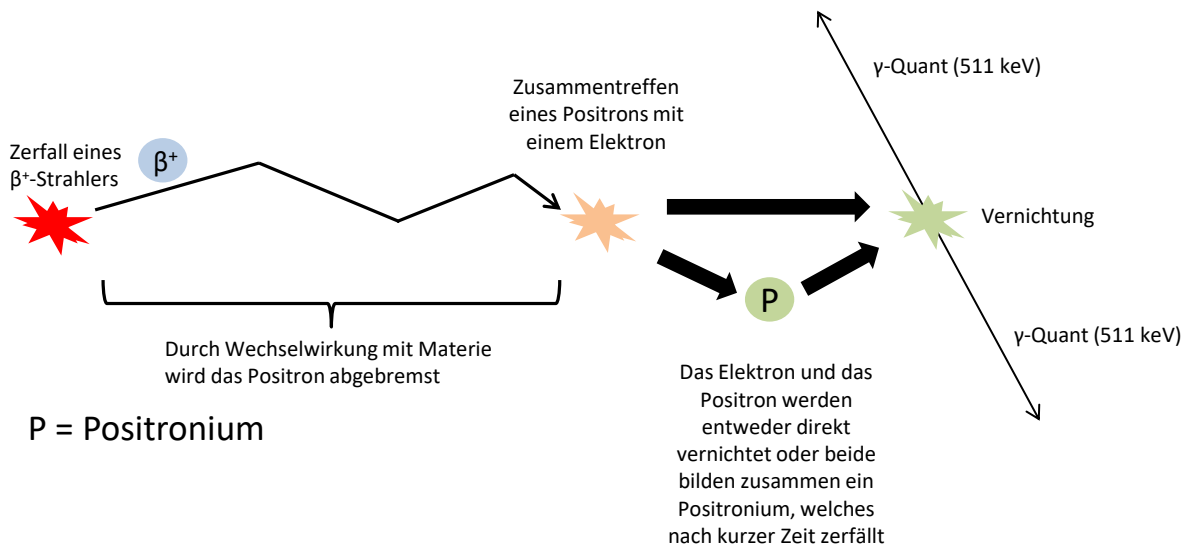 Zerfall eines
β⁺-Strahlers
β⁺
Durch Wechselwirkung mit Materie
wird das Positron abgebremst
P = Positronium
Zusammentreffen
eines Positrons mit
einem Elektron
P
Das Elektron und das
Positron werden
entweder direkt
vernichtet oder beide
bilden zusammen ein
Positronium, welches
nach kurzer Zeit zerfällt
γ-Quant (511 keV)
Vernichtung
γ-Quant (511 keV)